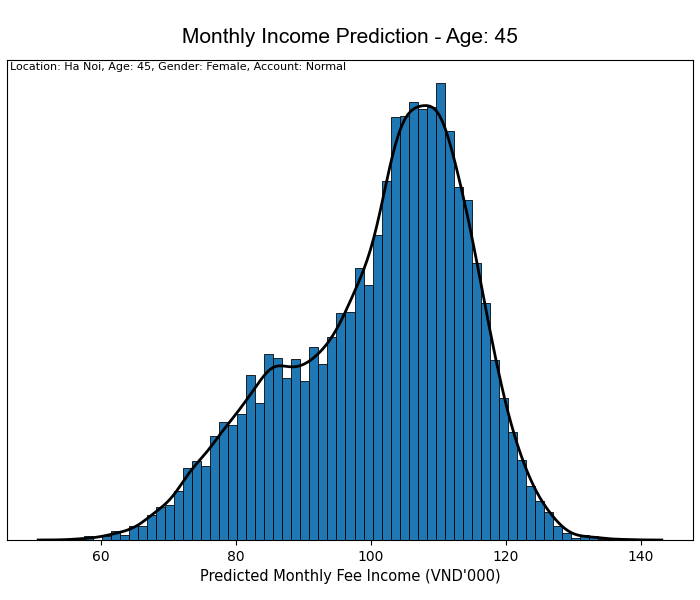 Monthly Income Prediction - Age: 45
Location: Ha Noi, Age: 45, Gender: Female, Account: Normal
60 80 100 120 140
Predicted Monthly Fee Income (VND'000)